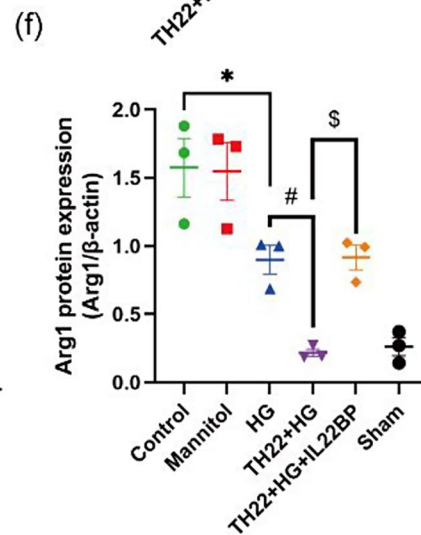 (f)
*
$
#
2.0
1.5
1.0
0.5
0.0
Arg1 protein expression
(Arg1/β-actin)
Control
Mannitol
HG
TH22+HG
TH22+HG+IL22BP
Sham